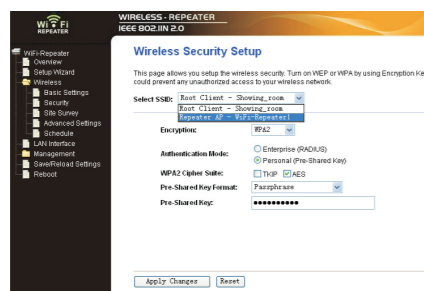 Wi Fi
REPEATER
WIRELESS - REPEATER
IEEE 802.11N 2.0
WiFi-Repeater
Overview
Setup Wizard
Wireless
Basic Settings
Security
Site Survey
Advanced Settings
Schedule
LAN Interface
Management
Save/Reload Settings
Reboot
Wireless Security Setup
This page allows you setup the wireless security. Turn on WEP or WPA by using Encryption Ke
could prevent any unauthorized access to your wireless network.
Select SSID: Root Client - Showing_room
Root Client - Showing_room
Repeater AP - WiFi-Repeater1
Encryption: WPA2
Authentication Mode: Enterprise (RADIUS)
Personal (Pre-Shared Key)
WPA2 Cipher Suite: TKIP AES
Pre-Shared Key Format: Passphrase
Pre-Shared Key: ●●●●●●●●●●
Apply Changes Reset